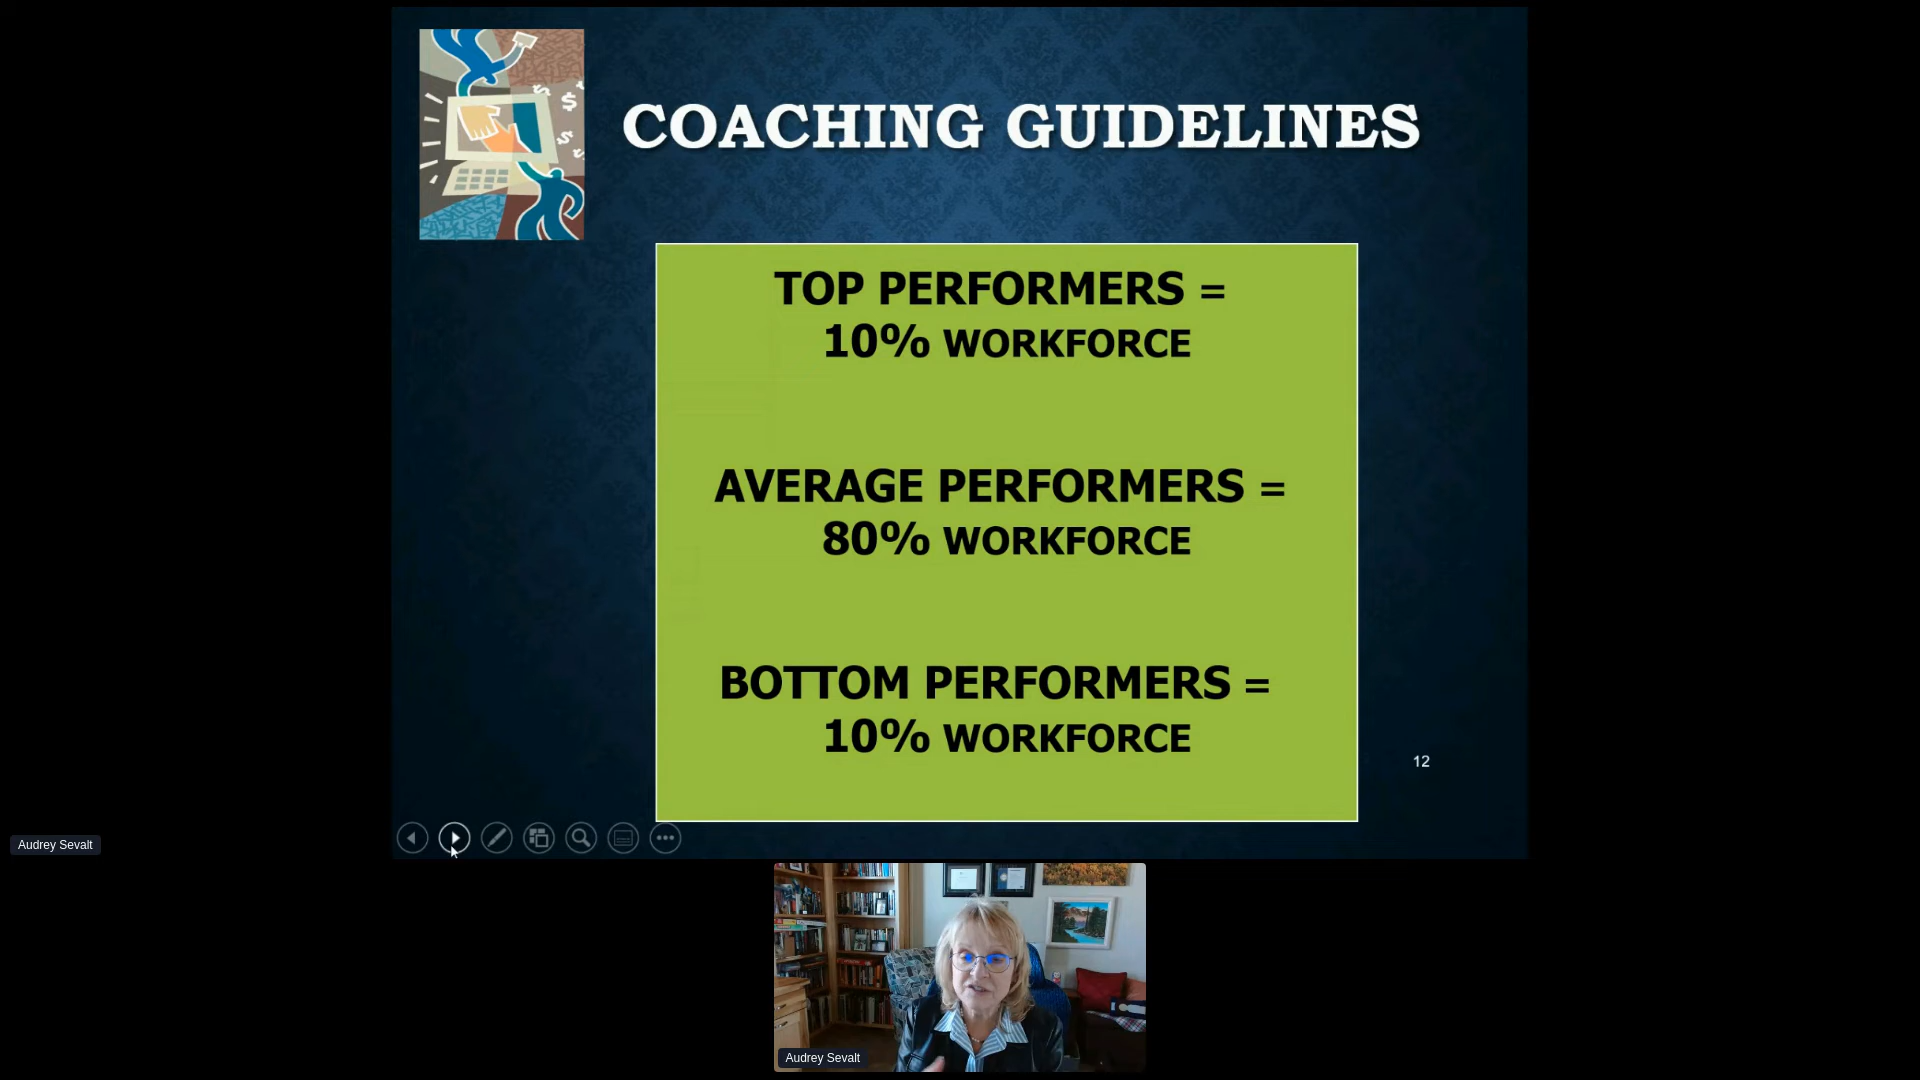 COACHING GUIDELINES
TOP PERFORMERS =
10% WORKFORCE
AVERAGE PERFORMERS =
80% WORKFORCE
BOTTOM PERFORMERS =
10% WORKFORCE
12
Audrey Sevalt
Audrey Sevalt